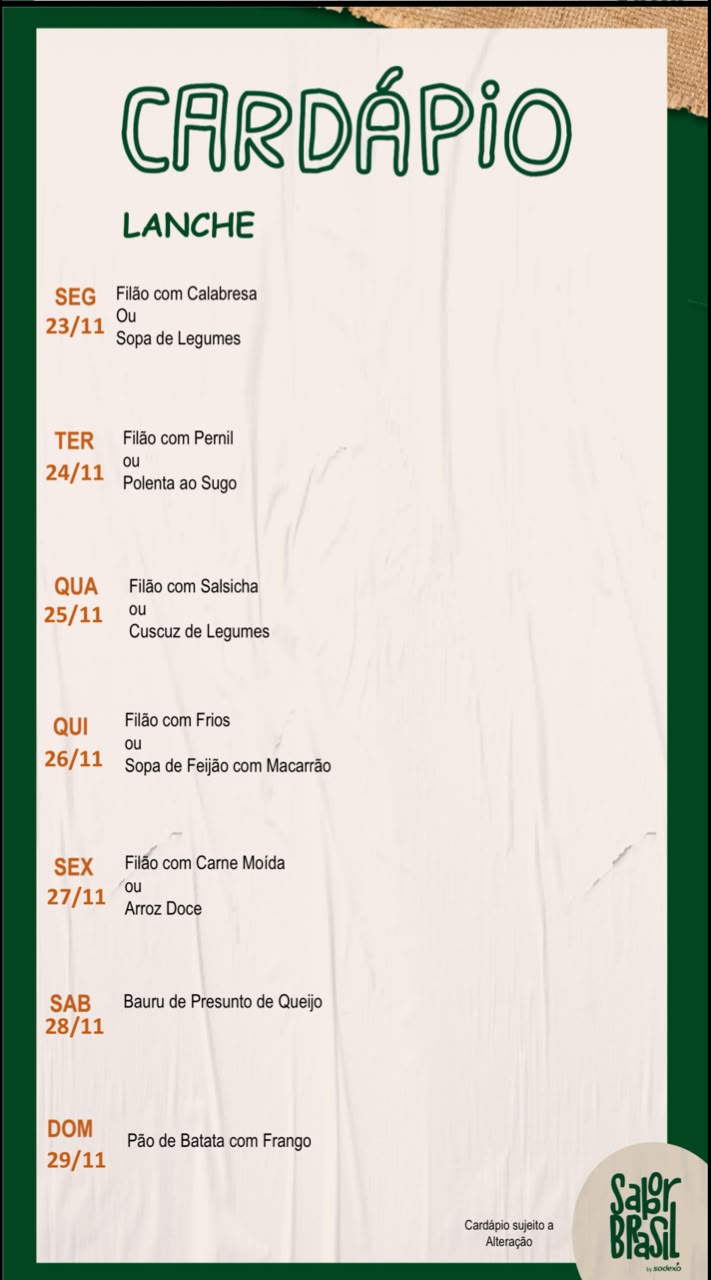 CARDÁPiO
LANCHE
SEG
23/11
Filão com Calabresa
Ou
Sopa de Legumes
TER
24/11
Filão com Pernil
ou
Polenta ao Sugo
QUA
25/11
Filão com Salsicha
ou
Cuscuz de Legumes
QUI
26/11
Filão com Frios
ou
Sopa de Feijão com Macarrão
SEX
27/11
Filão com Carne Moída
ou
Arroz Doce
SAB
28/11
Bauru de Presunto de Queijo
DOM
29/11
Pão de Batata com Frango
Cardápio sujeito a
Alteração
Sabor
BRaSiL
by sodexo